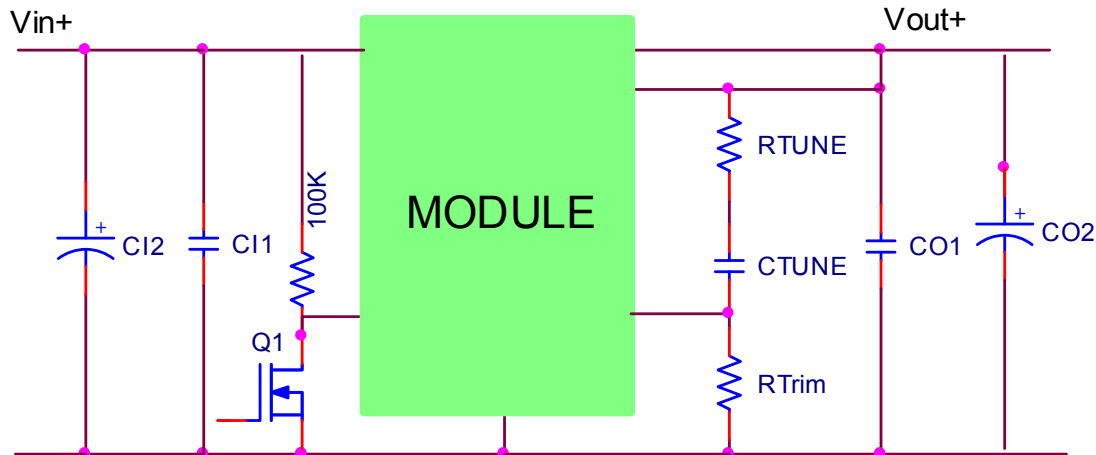 Vin+
Vout+
RTUNE
100K
MODULE
CI2
CI1
CTUNE
CO1
CO2
Q1
RTrim
+
+